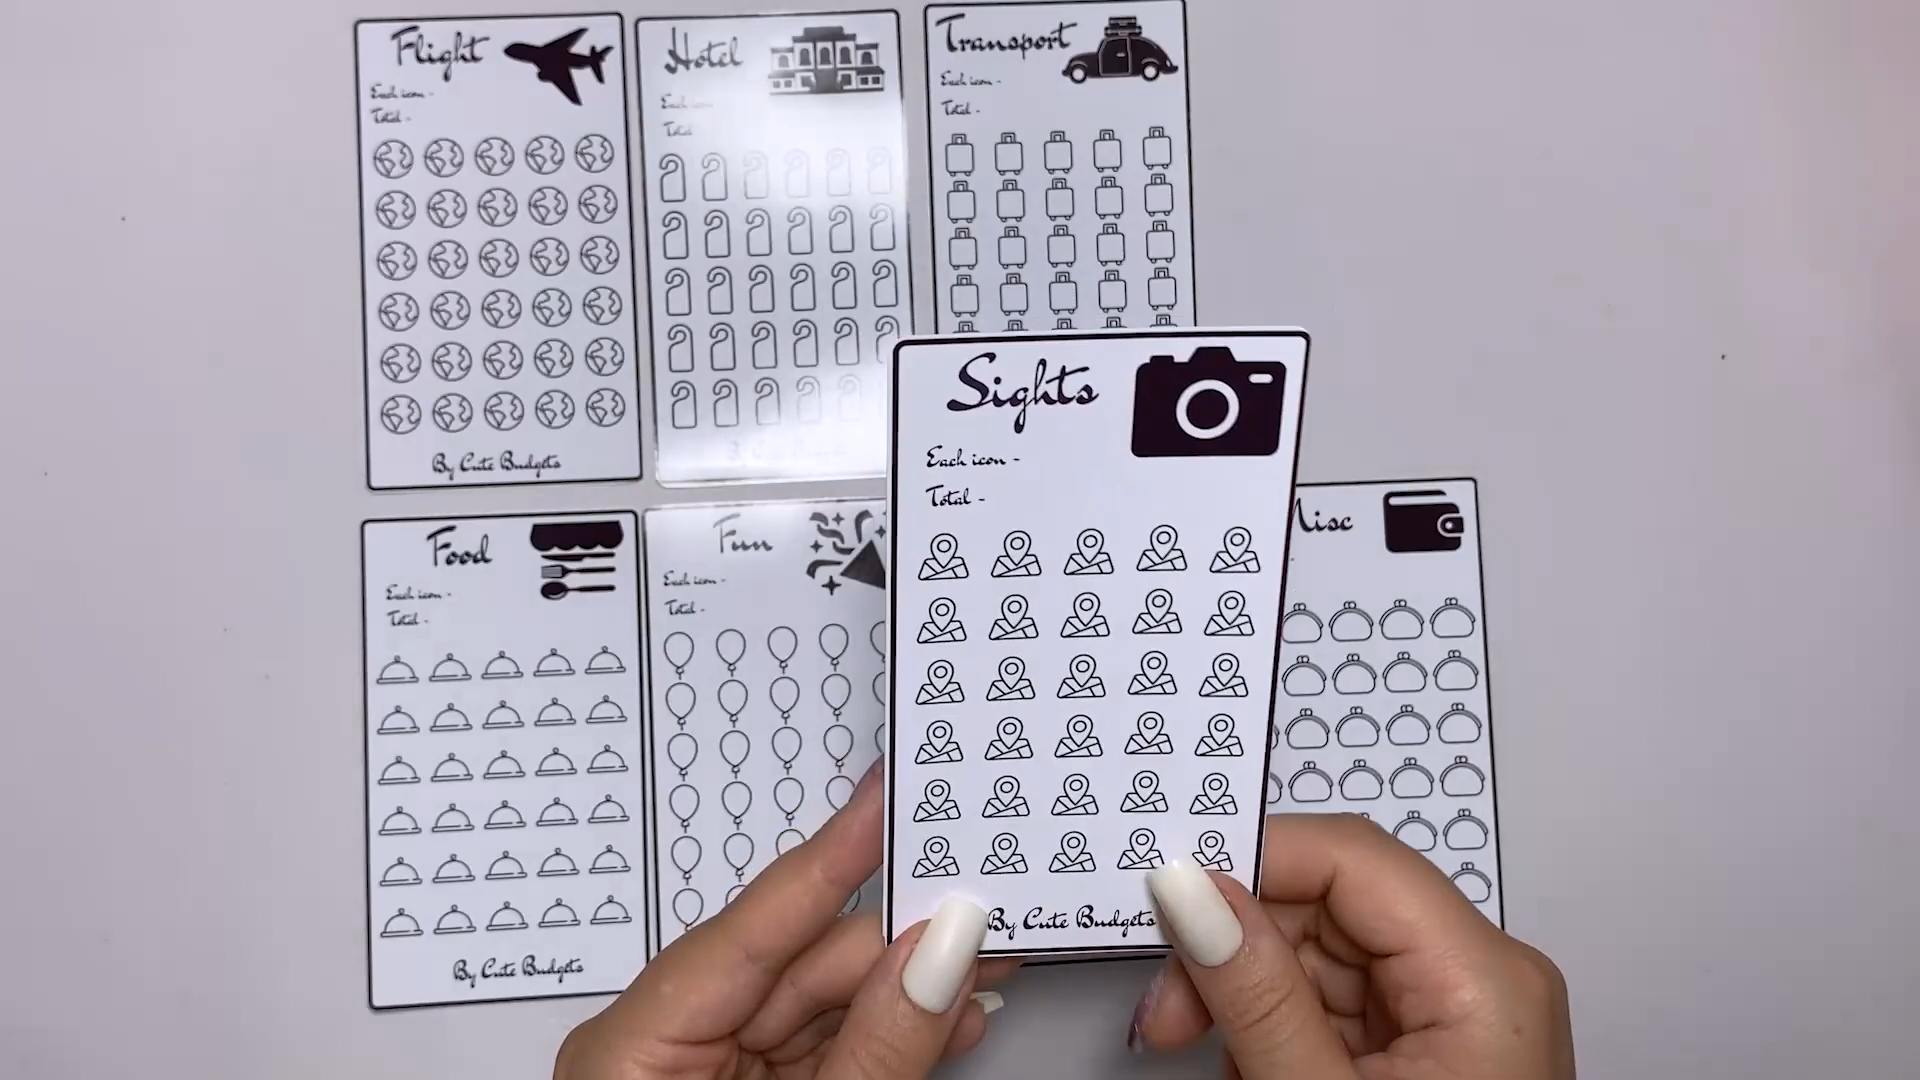 Flight
Each icon -
Total -
By Cute Budgets
Hotel
Each icon
Total
Transport
Each icon -
Total -
Sights
Each icon -
Total -
By Cute Budgets
Food
Each icon -
Total -
By Cute Budgets
Fun
Each icon -
Total -
Misc